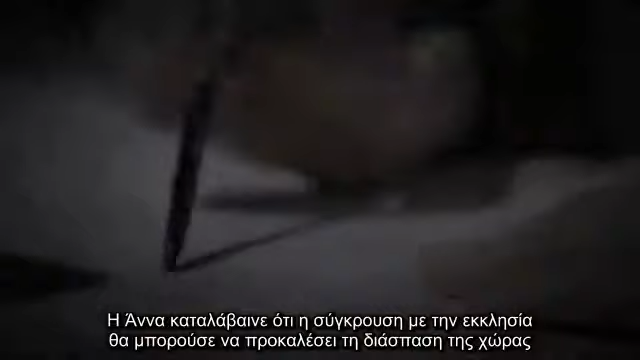 Η Άννα καταλάβαινε ότι η σύγκρουση με την εκκλησία
θα μπορούσε να προκαλέσει τη διάσπαση της χώρας